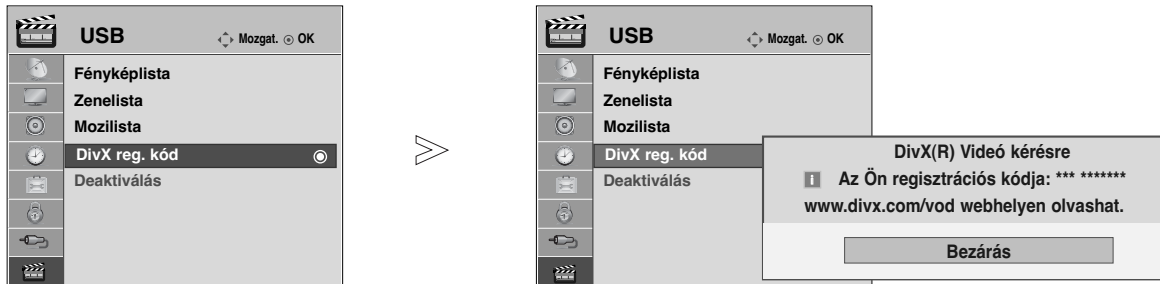 USB
Mozgat. OK
Fényképlista
Zenelista
Mozilista
DivX reg. kód
Deaktiválás
USB
Mozgat. OK
Fényképlista
Zenelista
Mozilista
DivX reg. kód
Deaktiválás
DivX(R) Videó kérésre
Az Ön regisztrációs kódja: *** *******
www.divx.com/vod webhelyen olvashat.
Bezárás